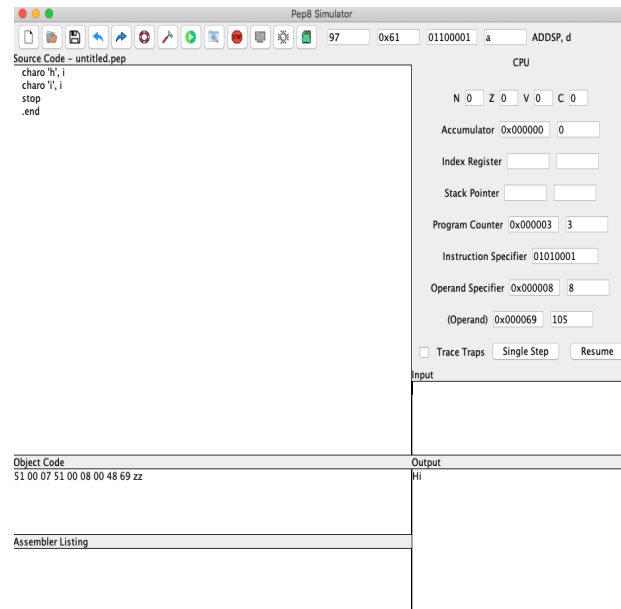 Pep8 Simulator
97 0x61 01100001 a ADDSP, d
Source Code - untitled.pep
charo 'h', i
charo 'i', i
stop
.end
CPU
N 0 Z 0 V 0 C 0
Accumulator 0x000000 0
Index Register
Stack Pointer
Program Counter 0x000003 3
Instruction Specifier 01010001
Operand Specifier 0x000008 8
(Operand) 0x000069 105
Trace Traps Single Step Resume
Input
Object Code
51 00 07 51 00 08 00 48 69 zz
Output
Hi
Assembler Listing